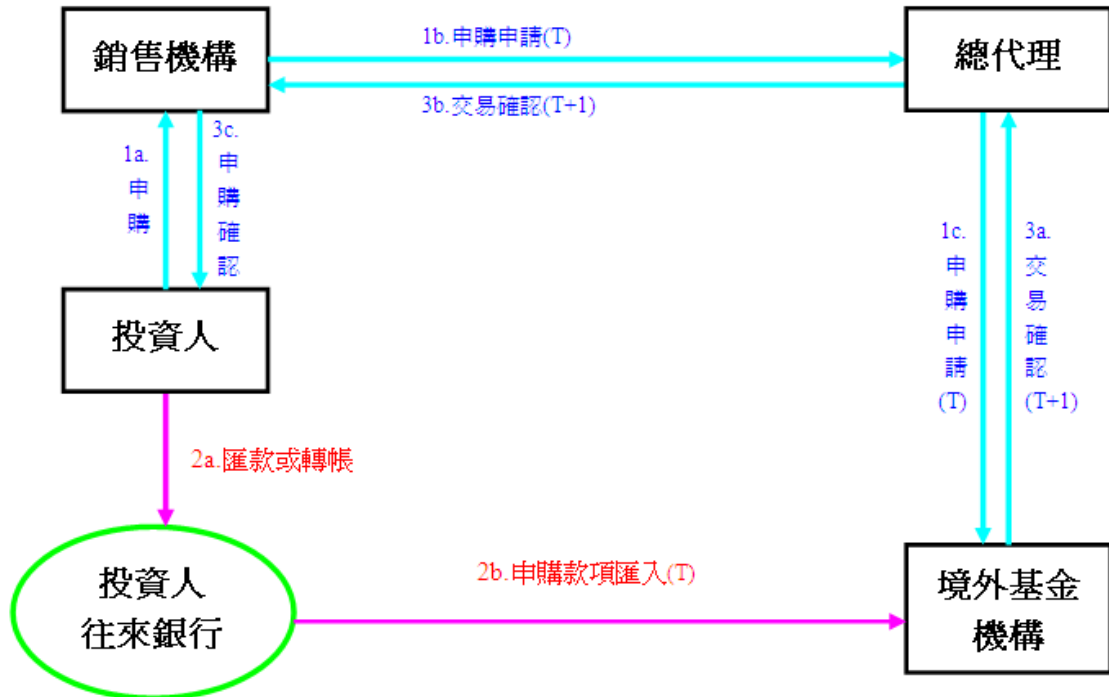 銷售機構
1b.申購申請(T)
總代理
3b.交易確認(T+1)
1a.
申
購
3c.
申
購
確
認
1c.
申
購
申
請
(T)
3a.
交
易
確
認
(T+1)
投資人
2a.匯款或轉帳
投資人
往來銀行
2b.申購款項匯入(T)
境外基金
機構